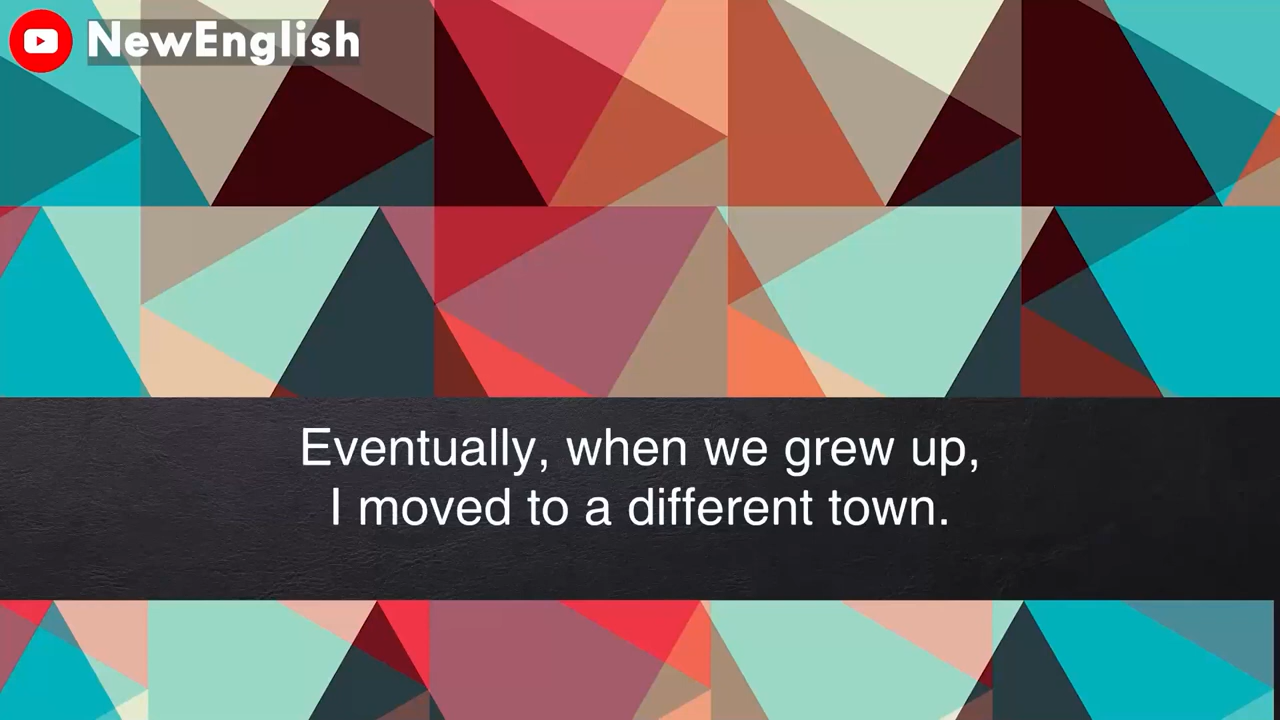 NewEnglish
Eventually, when we grew up,
I moved to a different town.